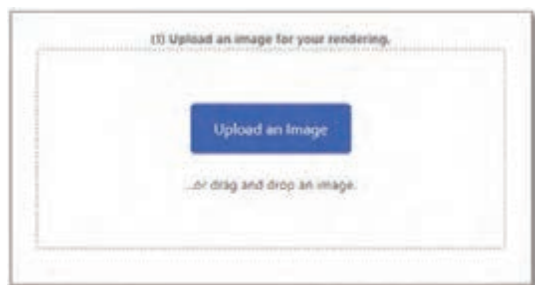 (1) Upload an image for your rendering.
Upload an Image
...or drag and drop an image.